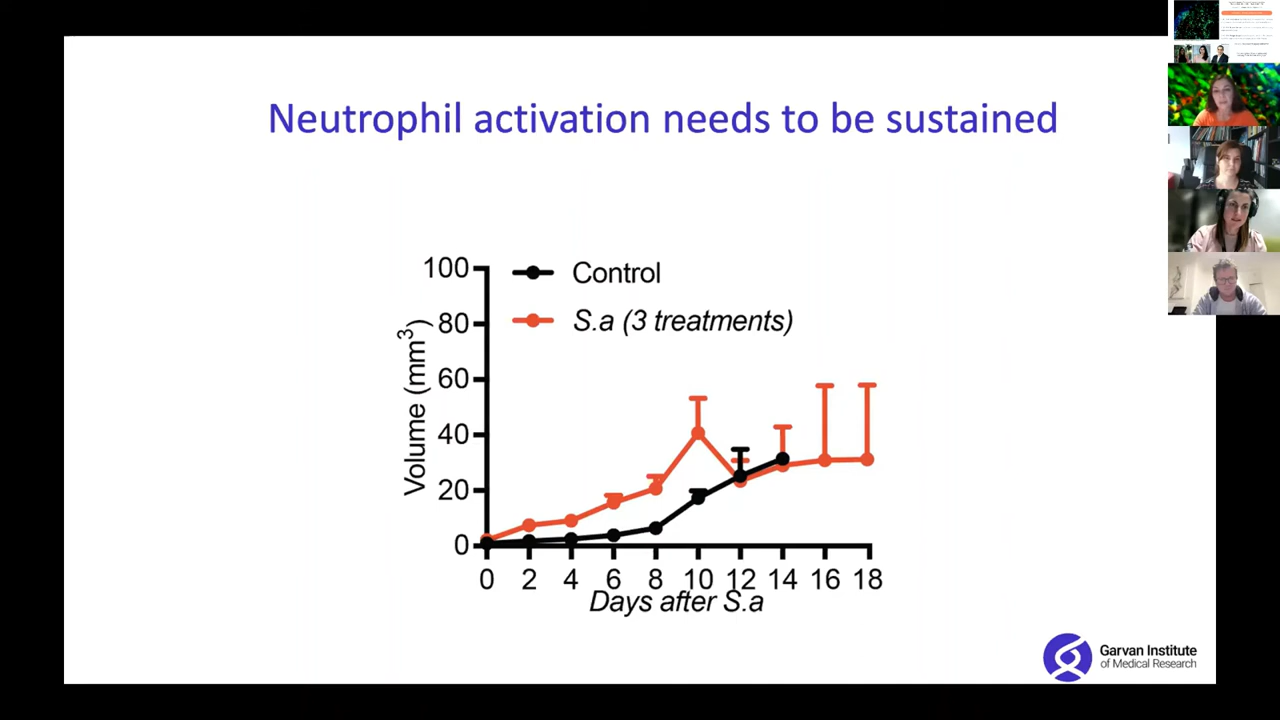 Neutrophil activation needs to be sustained
Control
S.a (3 treatments)
Volume (mm³)
100
80
60
40
20
0
0 2 4 6 8 10 12 14 16 18
Days after S.a
Garvan Institute
of Medical Research